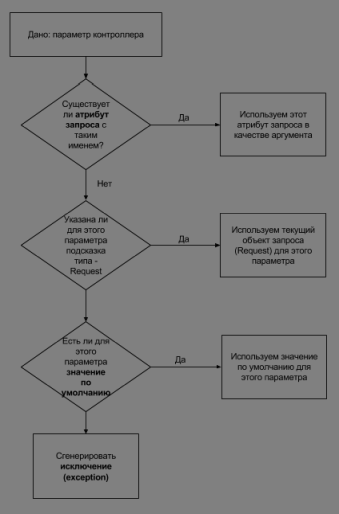 Дано: параметр контроллера
Существует
ли атрибут
запроса с
таким
именем?
Да
Используем этот
атрибут запроса в
качестве аргумента
Нет
Указана ли
для этого
параметра
подсказка
типа -
Request
Да
Используем текущий
объект запроса
(Request) для этого
параметра
Есть ли для
этого
параметра
значение
по
умолчанию
Да
Используем значение
по умолчанию для
этого параметра
Сгенерировать
исключение
(exception)